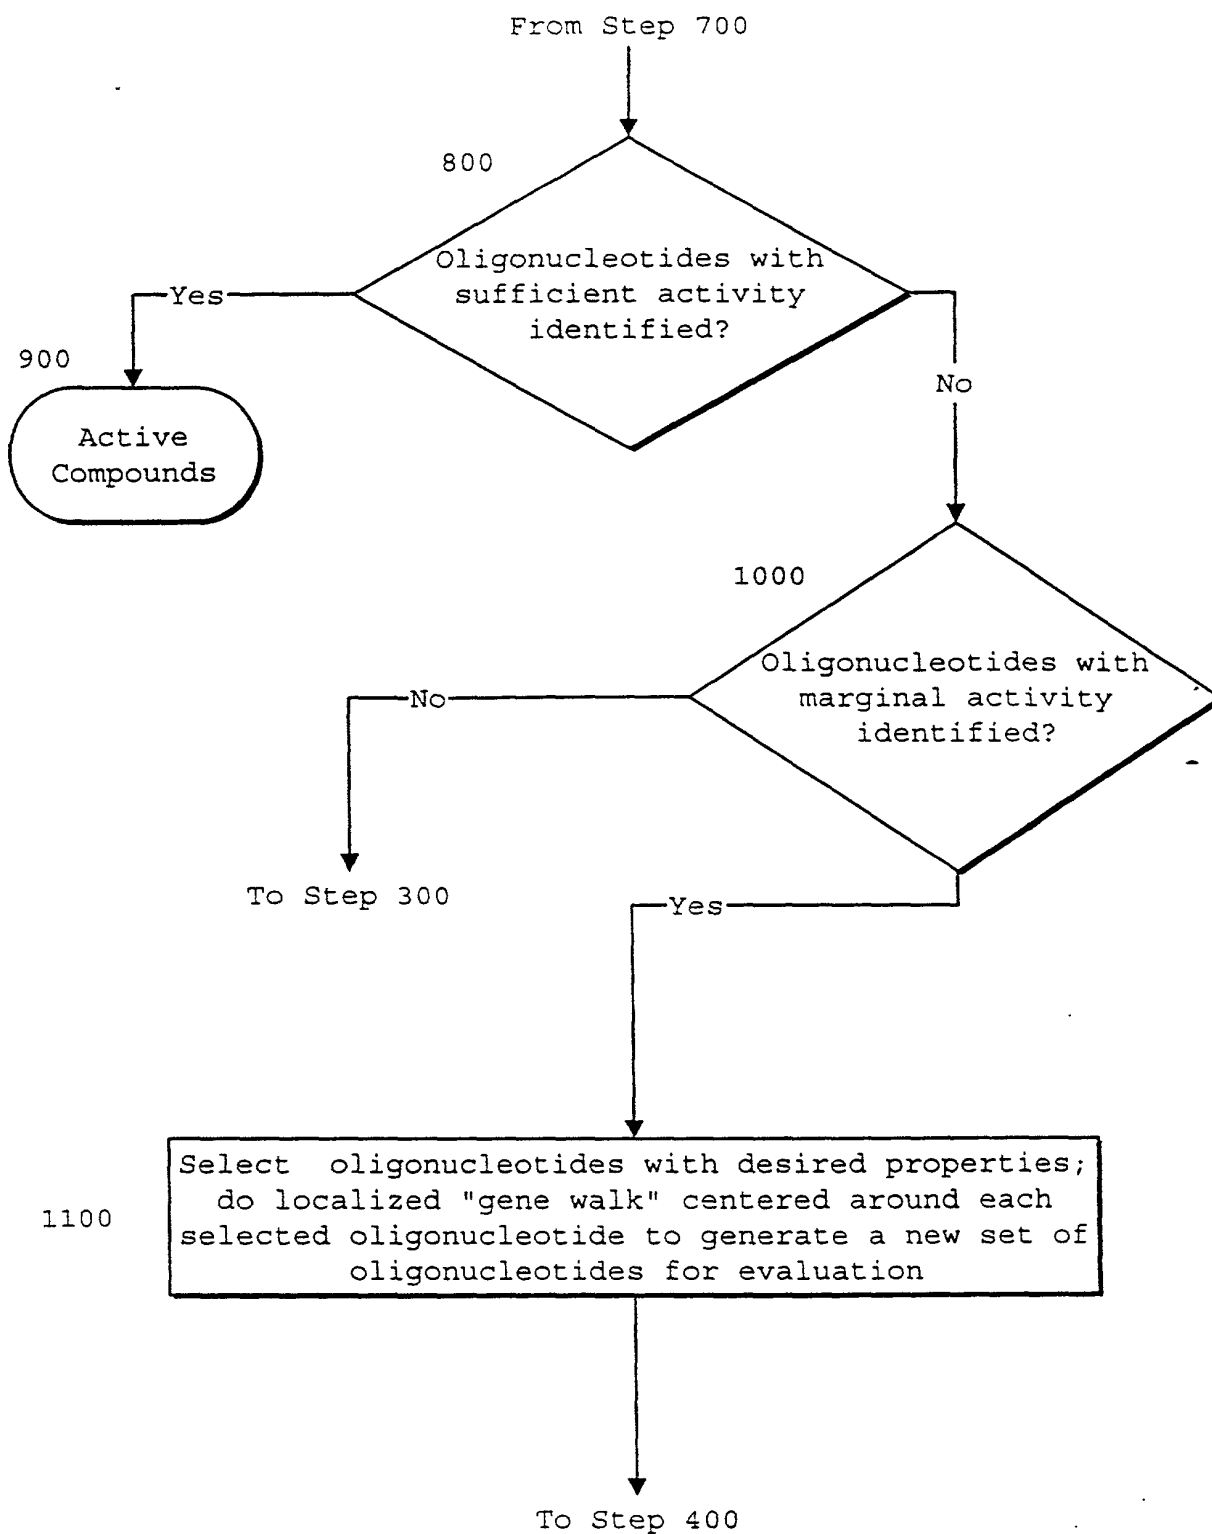 From Step 700
800
Oligonucleotides with
sufficient activity
identified?
Yes
No
900
Active
Compounds
1000
Oligonucleotides with
marginal activity
identified?
No
To Step 300
Yes
1100
Select oligonucleotides with desired properties;
do localized "gene walk" centered around each
selected oligonucleotide to generate a new set of
oligonucleotides for evaluation
To Step 400